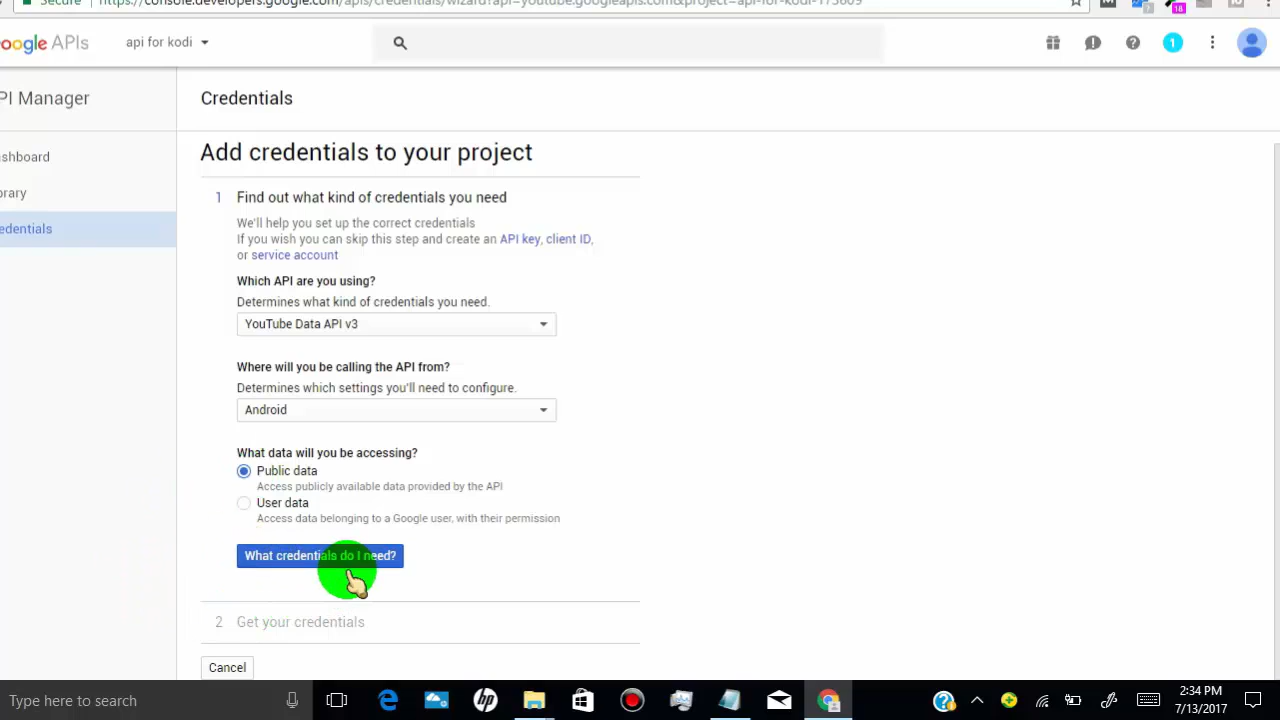 Secure
https://console.developers.google.com/apis/credentials/wizard?api=youtube.googleapis.com&project=api-for-kodi-173609
18
oogle APIs
api for kodi
1
PI Manager
Credentials
shboard
brary
edentials
Add credentials to your project
1 Find out what kind of credentials you need
We'll help you set up the correct credentials
If you wish you can skip this step and create an API key, client ID,
or service account
Which API are you using?
Determines what kind of credentials you need.
YouTube Data API v3
Where will you be calling the API from?
Determines which settings you'll need to configure.
Android
What data will you be accessing?
Public data
Access publicly available data provided by the API
User data
Access data belonging to a Google user, with their permission
What credentials do I need?
2 Get your credentials
Cancel
Type here to search
2:34 PM
7/13/2017